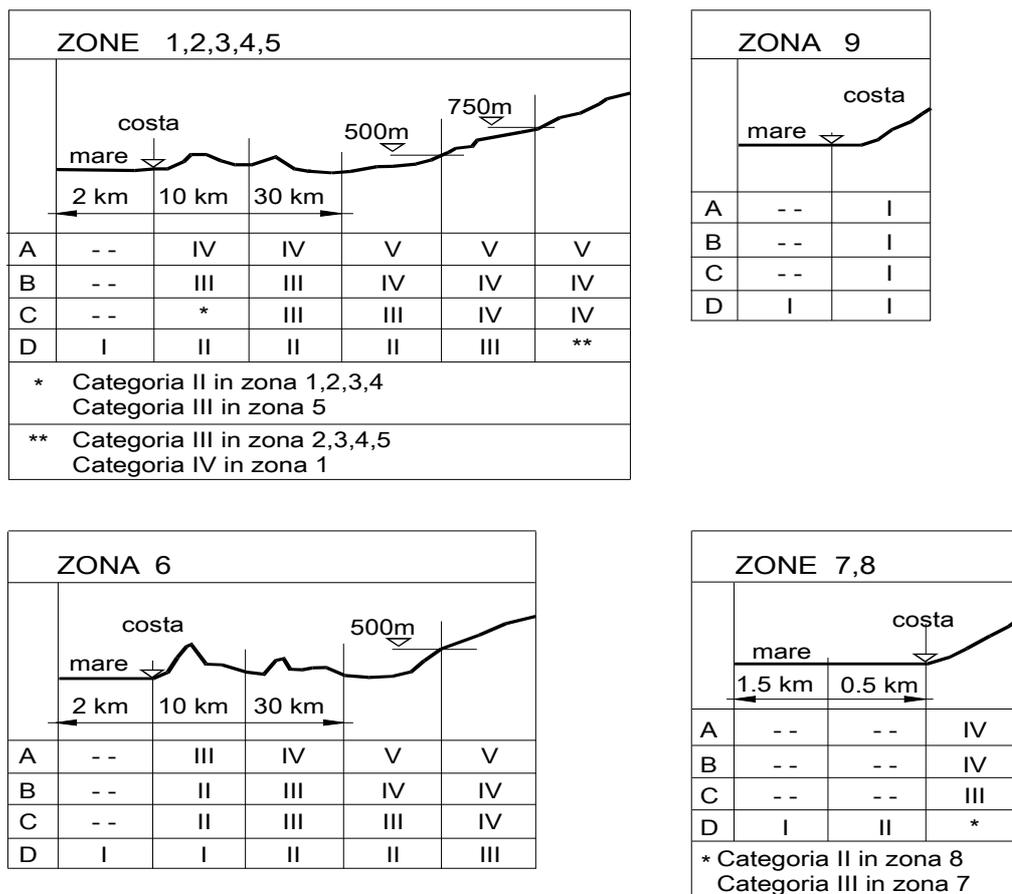 ZONE 1,2,3,4,5
costa
mare
500m
750m
2 km 10 km 30 km
A -- IV IV V V V
B -- III III IV IV IV
C -- * III III IV IV
D I II II II III **
* Categoria II in zona 1,2,3,4
Categoria III in zona 5
** Categoria III in zona 2,3,4,5
Categoria IV in zona 1
ZONA 9
costa
mare
A -- I
B -- I
C -- I
D I I
ZONA 6
costa
mare
500m
2 km 10 km 30 km
A -- III IV V V
B -- II III IV IV
C -- II III III IV
D I I II II III
ZONE 7,8
costa
mare
1.5 km 0.5 km
A -- -- IV
B -- -- IV
C -- -- III
D I II *
* Categoria II in zona 8
Categoria III in zona 7